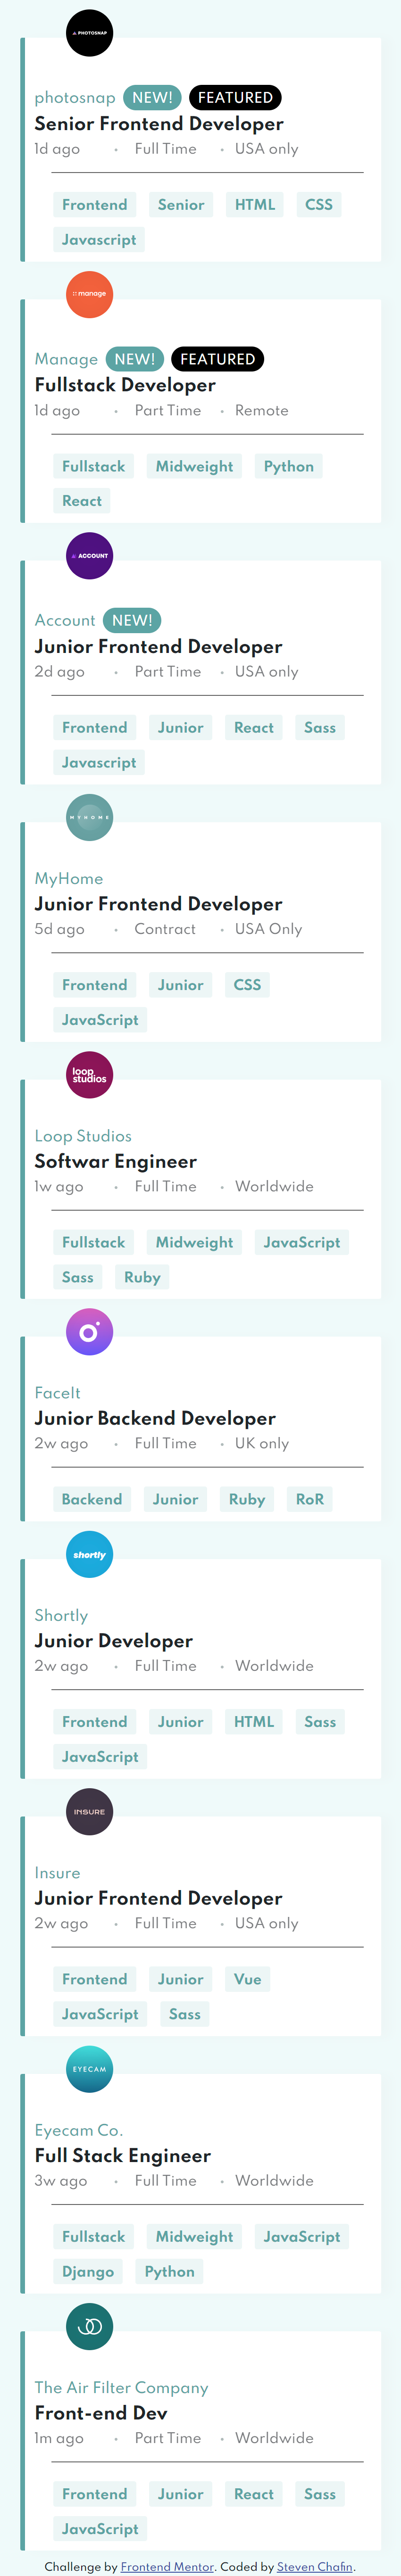 PHOTOSNAP
photosnap NEW! FEATURED
Senior Frontend Developer
1d ago • Full Time • USA only
Frontend Senior HTML CSS
Javascript
manage
Manage NEW! FEATURED
Fullstack Developer
1d ago • Part Time • Remote
Fullstack Midweight Python
React
ACCOUNT
Account NEW!
Junior Frontend Developer
2d ago • Part Time • USA only
Frontend Junior React Sass
Javascript
MYHOME
MyHome
Junior Frontend Developer
5d ago • Contract • USA Only
Frontend Junior CSS
JavaScript
loop
studios
Loop Studios
Softwar Engineer
1w ago • Full Time • Worldwide
Fullstack Midweight JavaScript
Sass Ruby
FaceIt
Junior Backend Developer
2w ago • Full Time • UK only
Backend Junior Ruby RoR
shortly
Shortly
Junior Developer
2w ago • Full Time • Worldwide
Frontend Junior HTML Sass
JavaScript
INSURE
Insure
Junior Frontend Developer
2w ago • Full Time • USA only
Frontend Junior Vue
JavaScript Sass
EYECAM
Eyecam Co.
Full Stack Engineer
3w ago • Full Time • Worldwide
Fullstack Midweight JavaScript
Django Python
The Air Filter Company
Front-end Dev
1m ago • Part Time • Worldwide
Frontend Junior React Sass
JavaScript
Challenge by Frontend Mentor. Coded by Steven Chafin.